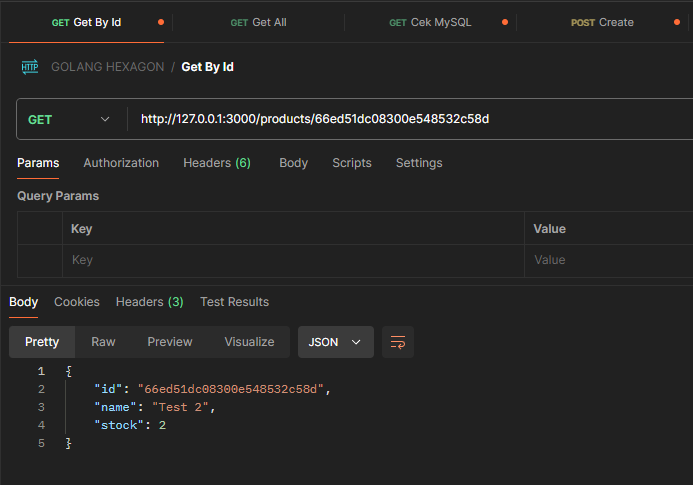 GET Get By Id GET Get All GET Cek MySQL POST Create
HTTP GOLANG HEXAGON / Get By Id
GET http://127.0.0.1:3000/products/66ed51dc08300e548532c58d
Params Authorization Headers (6) Body Scripts Settings
Query Params
Key Value
Key Value
Body Cookies Headers (3) Test Results
Pretty Raw Preview Visualize JSON
1 {
2 "id": "66ed51dc08300e548532c58d",
3 "name": "Test 2",
4 "stock": 2
5 }